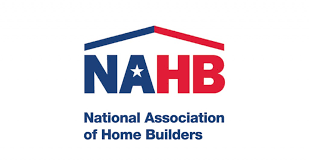 NAHB
National Association
of Home Builders